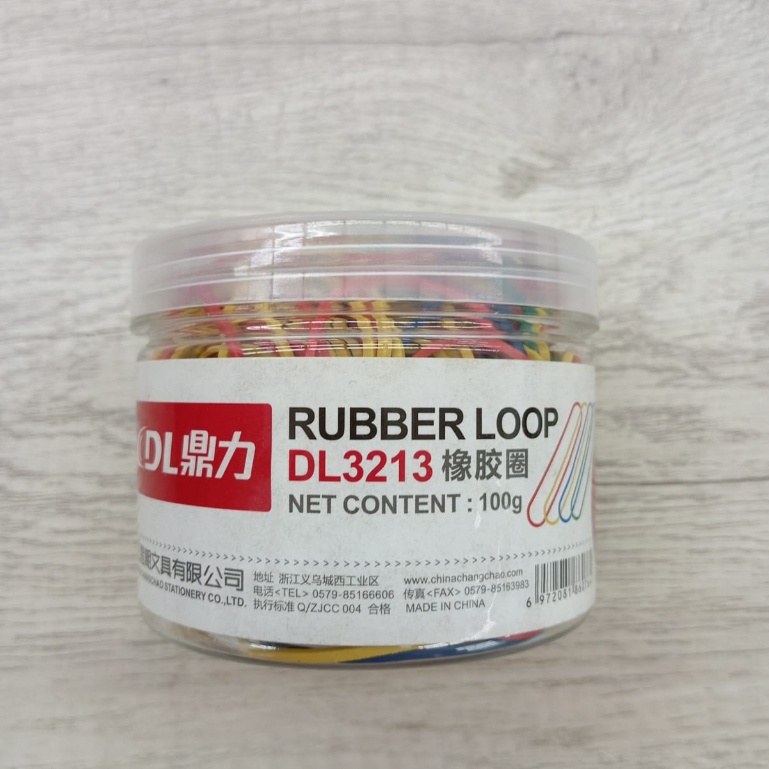 DL鼎力
RUBBER LOOP
DL3213 橡胶圈
NET CONTENT : 100g
文具有限公司
STATIONERY CO.,LTD.
地址 浙江义乌城西工业区
电话<TEL> 0579-85166606
执行标准 Q/ZJCC 004 合格
www.chinachangchao.com
传真<FAX> 0579-85163983
MADE IN CHINA